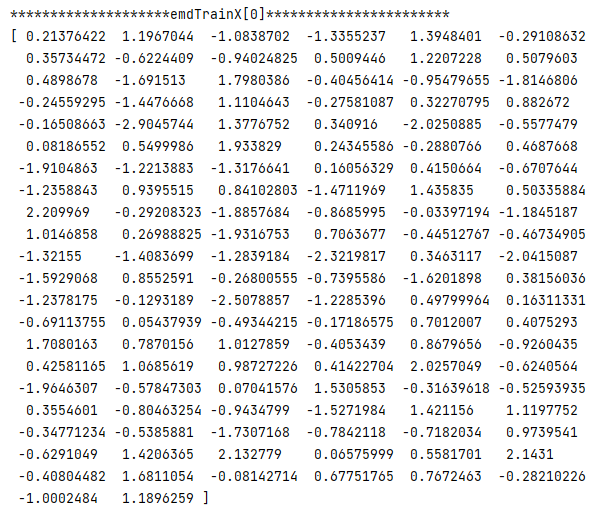 ********************emdTrainX[0]***********************
[ 0.21376422 1.1967044 -1.0838702 -1.3355237 1.3948401 -0.29108632
0.35734472 -0.6224409 -0.94024825 0.5009446 1.2207228 0.5079603
0.4898678 -1.691513 1.7980386 -0.40456414 -0.95479655 -1.8146806
-0.24559295 -1.4476668 1.1104643 -0.27581087 0.32270795 0.882672
-0.16508663 -2.9045744 1.3776752 0.340916 -2.0250885 -0.5577479
0.08186552 0.5499986 1.933829 0.24345586 -0.2880766 0.4687668
-1.9104863 -1.2213883 -1.3176641 0.16056329 0.4150664 -0.6707644
-1.2358843 0.9395515 0.84102803 -1.4711969 1.435835 0.50335884
2.209969 -0.29208323 -1.8857684 -0.8685995 -0.03397194 -1.1845187
1.0146858 0.26988825 -1.9316753 0.7063677 -0.44512767 -0.46734905
-1.32155 -1.4083699 -1.2839184 -2.3219817 0.3463117 -2.0415087
-1.5929068 0.8552591 -0.26800555 -0.7395586 -1.6201898 0.38156036
-1.2378175 -0.1293189 -2.5078857 -1.2285396 0.49799964 0.16311331
-0.69113755 0.05437939 -0.49344215 -0.17186575 0.7012007 0.4075293
1.7080163 0.7870156 1.0127859 -0.4053439 0.8679656 -0.9260435
0.42581165 1.0685619 0.98727226 0.41422704 2.0257049 -0.6240564
-1.9646307 -0.57847303 0.07041576 1.5305853 -0.31639618 -0.52593935
0.3554601 -0.80463254 -0.9434799 -1.5271984 1.421156 1.1197752
-0.34771234 -0.5385881 -1.7307168 -0.7842118 -0.7182034 0.9739541
-0.6291049 1.4206365 2.132779 0.06575999 0.5581701 2.1431
-0.40804482 1.6811054 -0.08142714 0.67751765 0.7672463 -0.28210226
-1.0002484 1.1896259 ]